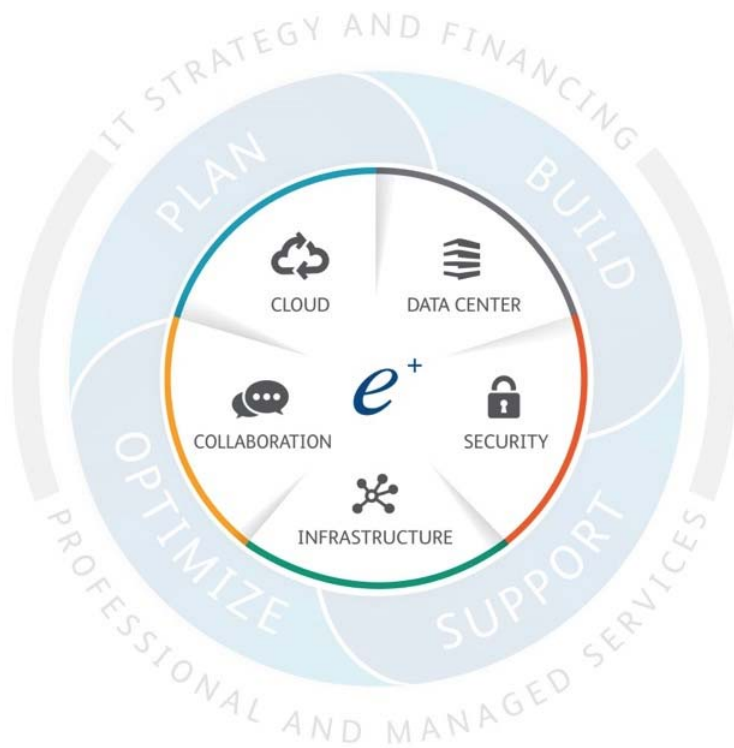 IT STRATEGY AND FINANCING
PLAN
BUILD
CLOUD
DATA CENTER
e+
COLLABORATION
SECURITY
INFRASTRUCTURE
OPTIMIZE
SUPPORT
PROFESSIONAL AND MANAGED SERVICES